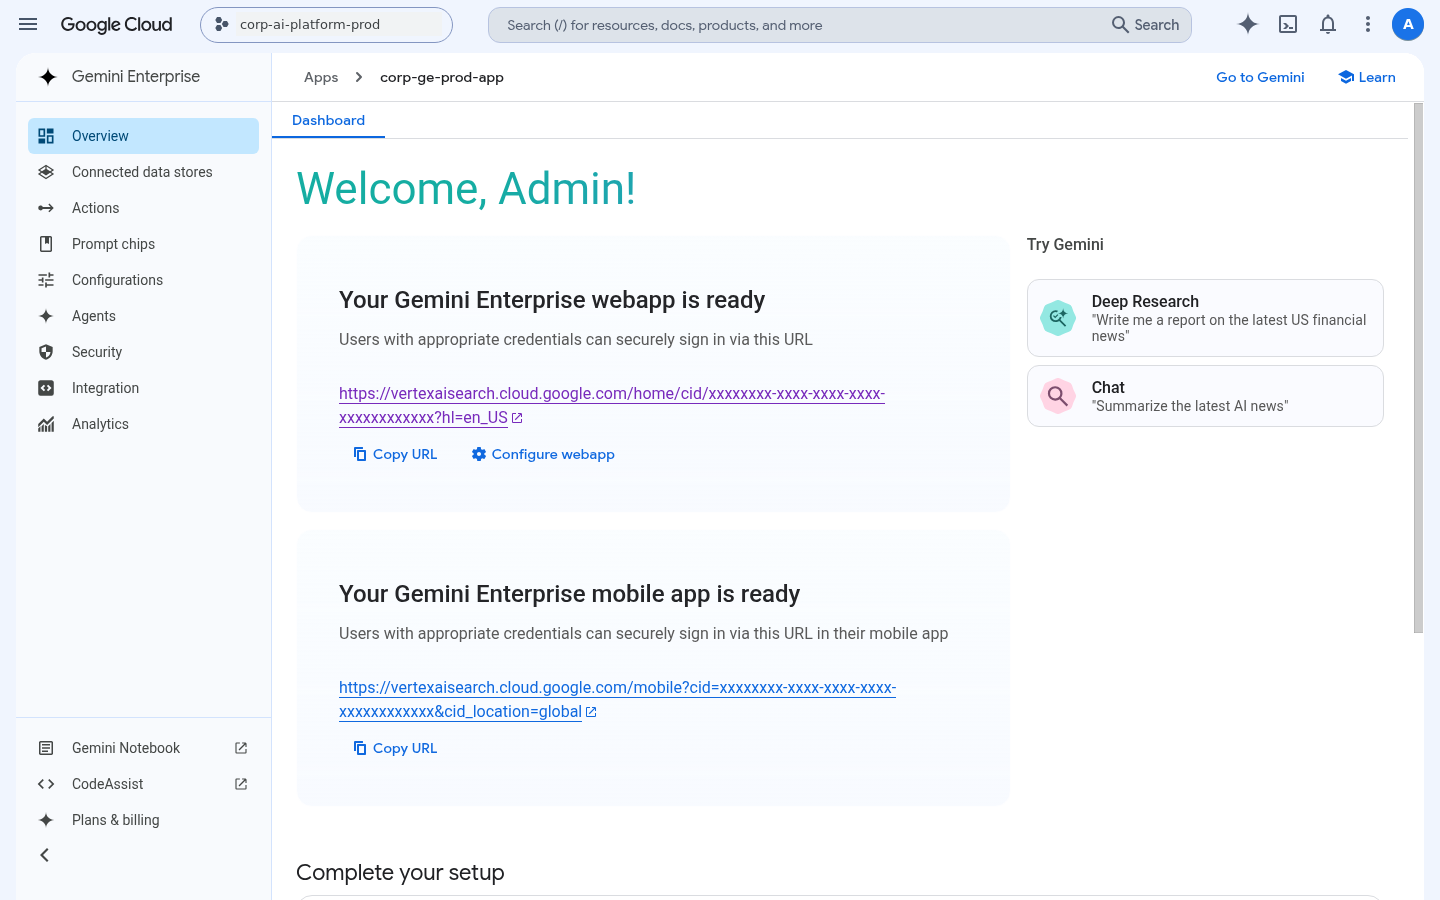 Google Cloud
corp-ai-platform-prod
Search (/) for resources, docs, products, and more
Search
A
Gemini Enterprise
Apps
corp-ge-prod-app
Go to Gemini
Learn
Overview
Connected data stores
Actions
Prompt chips
Configurations
Agents
Security
Integration
Analytics
Gemini Notebook
CodeAssist
Plans & billing
Dashboard
Welcome, Admin!
Your Gemini Enterprise webapp is ready
Users with appropriate credentials can securely sign in via this URL
https://vertexaisearch.cloud.google.com/home/cid/xxxxxxxx-xxxx-xxxx-xxxx-
xxxxxxxxxxxx?hl=en_US
Copy URL
Configure webapp
Your Gemini Enterprise mobile app is ready
Users with appropriate credentials can securely sign in via this URL in their mobile app
https://vertexaisearch.cloud.google.com/mobile?cid=xxxxxxxx-xxxx-xxxx-xxxx-
xxxxxxxxxxxx&cid_location=global
Copy URL
Try Gemini
Deep Research
"Write me a report on the latest US financial
news"
Chat
"Summarize the latest AI news"
Complete your setup